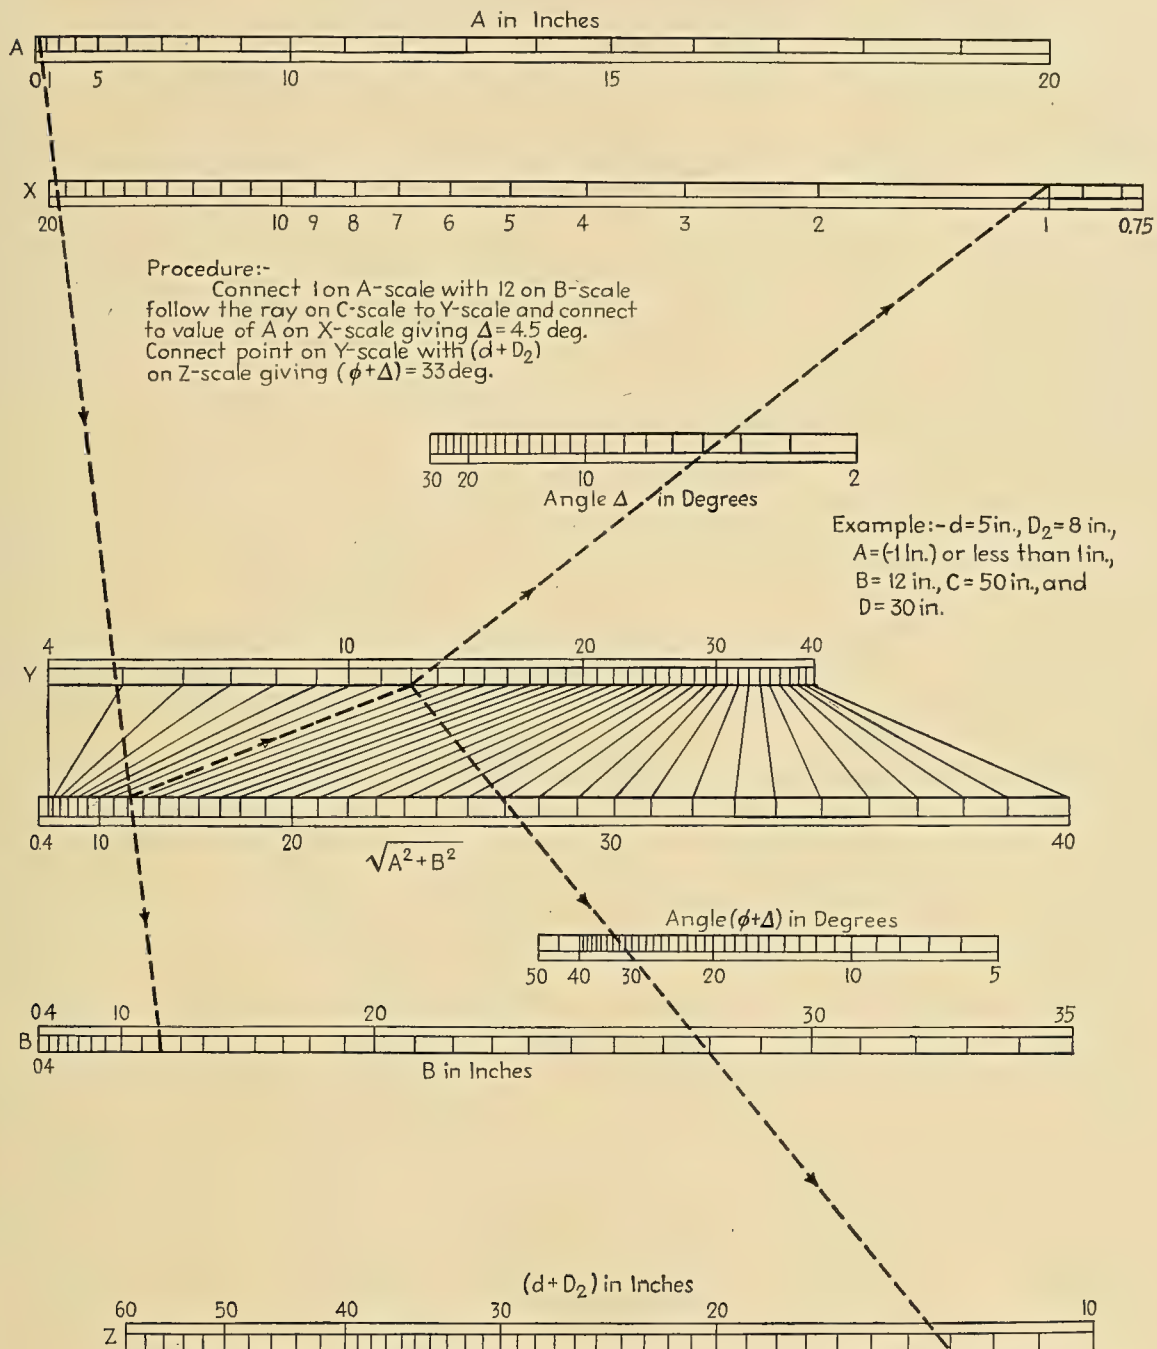 A in Inches
A
0 1 5 10 15 20
X
20 10 9 8 7 6 5 4 3 2 1 0.75
Procedure:-
Connect 1 on A-scale with 12 on B-scale
follow the ray on C-scale to Y-scale and connect
to value of A on X-scale giving Δ=4.5 deg.
Connect point on Y-scale with (d+D₂)
on Z-scale giving (ϕ+Δ)=33deg.
30 20 10 2
Angle Δ in Degrees
Example:- d=5in., D₂=8 in.,
A=(-1 In.) or less than 1in.,
B=12 in., C=50in., and
D=30in.
4 10 20 30 40
Y
0.4 10 20 30 40
√A²+B²
Angle(ϕ+Δ) in Degrees
50 40 30 20 10 5
04 10 20 30 35
B
04
B in Inches
(d+D₂) in Inches
60 50 40 30 20 10
Z